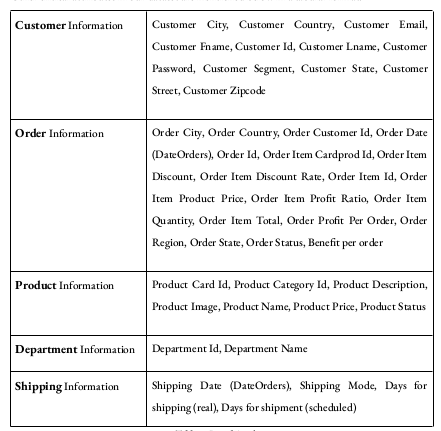 Customer Information
Customer City, Customer Country, Customer Email,
Customer Fname, Customer Id, Customer Lname, Customer
Password, Customer Segment, Customer State, Customer
Street, Customer Zipcode
Order Information
Order City, Order Country, Order Customer Id, Order Date
(DateOrders), Order Id, Order Item Cardprod Id, Order Item
Discount, Order Item Discount Rate, Order Item Id, Order
Item Product Price, Order Item Profit Ratio, Order Item
Quantity, Order Item Total, Order Profit Per Order, Order
Region, Order State, Order Status, Benefit per order
Product Information
Product Card Id, Product Category Id, Product Description,
Product Image, Product Name, Product Price, Product Status
Department Information
Department Id, Department Name
Shipping Information
Shipping Date (DateOrders), Shipping Mode, Days for
shipping (real), Days for shipment (scheduled)